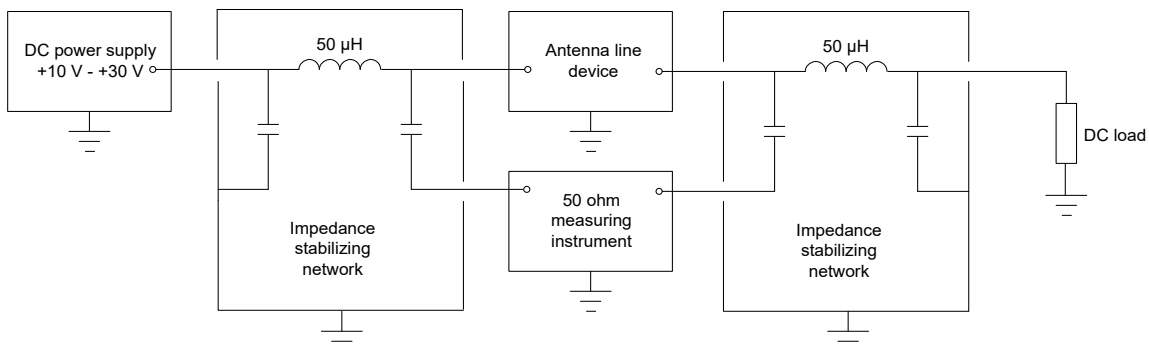 DC power supply
+10 V - +30 V
50 µH
Impedance
stabilizing
network
Antenna line
device
50 ohm
measuring
instrument
50 µH
Impedance
stabilizing
network
DC load